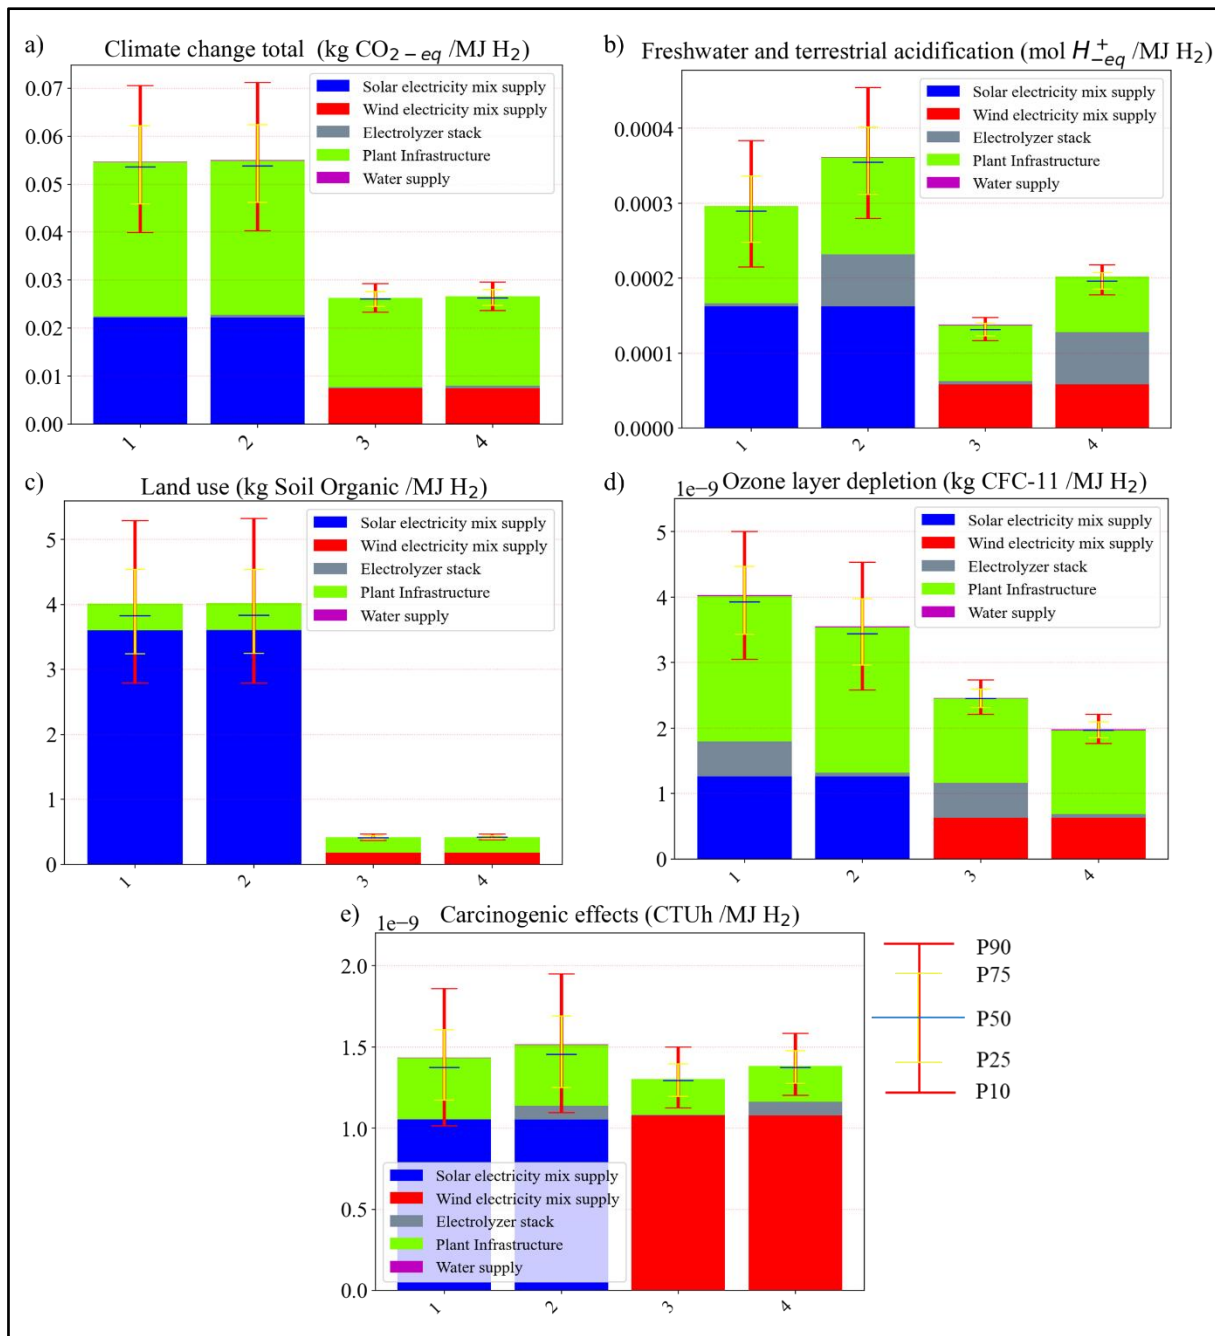 a) Climate change total (kg CO2−eq /MJ H2)
0.07
0.06
0.05
0.04
0.03
0.02
0.01
0.00
Solar electricity mix supply
Wind electricity mix supply
Electrolyzer stack
Plant Infrastructure
Water supply
1 2 3 4
b) Freshwater and terrestrial acidification (mol H+−eq /MJ H2)
0.0004
0.0003
0.0002
0.0001
0.0000
Solar electricity mix supply
Wind electricity mix supply
Electrolyzer stack
Plant Infrastructure
Water supply
1 2 3 4
c) Land use (kg Soil Organic /MJ H2)
5
4
3
2
1
0
Solar electricity mix supply
Wind electricity mix supply
Electrolyzer stack
Plant Infrastructure
Water supply
1 2 3 4
d) Ozone layer depletion (kg CFC-11 /MJ H2)
1e−9
5
4
3
2
1
0
Solar electricity mix supply
Wind electricity mix supply
Electrolyzer stack
Plant Infrastructure
Water supply
1 2 3 4
e) Carcinogenic effects (CTUh /MJ H2)
1e−9
2.0
1.5
1.0
0.5
0.0
Solar electricity mix supply
Wind electricity mix supply
Electrolyzer stack
Plant Infrastructure
Water supply
1 2 3 4
P90
P75
P50
P25
P10